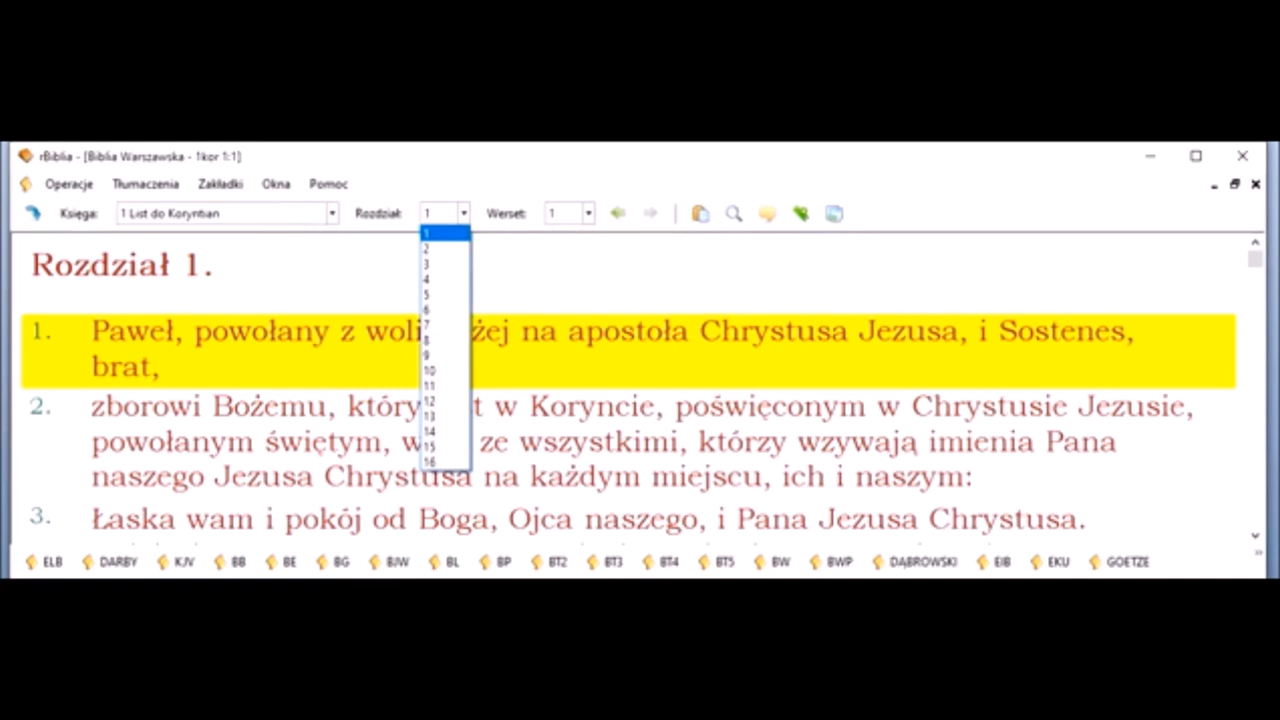 rBiblia - [Biblia Warszawska - 1kor 1:1]
Operacje Tłumaczenia Zakładki Okna Pomoc
Księga: 1 List do Koryntian Rozdział: 1 Werset: 1
1
2
3
4
5
6
7
8
9
10
11
12
13
14
15
16
Rozdział 1.
1. Paweł, powołany z woli żej na apostoła Chrystusa Jezusa, i Sostenes,
brat,
2. zborowi Bożemu, który t w Koryncie, poświęconym w Chrystusie Jezusie,
powołanym świętym, w ze wszystkimi, którzy wzywają imienia Pana
naszego Jezusa Chrystusa na każdym miejscu, ich i naszym:
3. Łaska wam i pokój od Boga, Ojca naszego, i Pana Jezusa Chrystusa.
ELB DARBY KJV BB BE BG BJW BL BP BT2 BT3 BT4 BT5 BW BWP DĄBROWSKI EIB EKU GOETZE